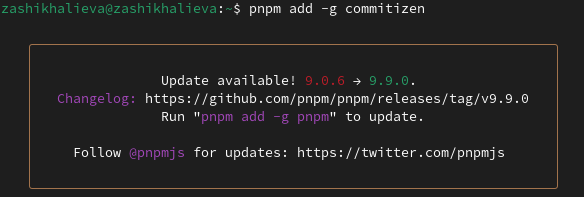 zashikhalieva@zashikhalieva:~$ pnpm add -g commitizen
Update available! 9.0.6 → 9.9.0.
Changelog: https://github.com/pnpm/pnpm/releases/tag/v9.9.0
Run "pnpm add -g pnpm" to update.
Follow @pnpmjs for updates: https://twitter.com/pnpmjs